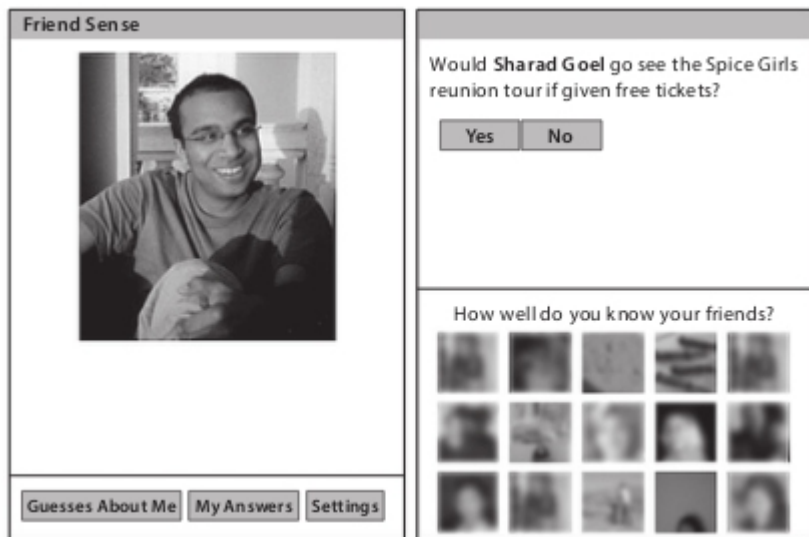 Friend Sense
Guesses About Me
My Answers
Settings
Would Sharad Goel go see the Spice Girls
reunion tour if given free tickets?
Yes
No
How well do you know your friends?